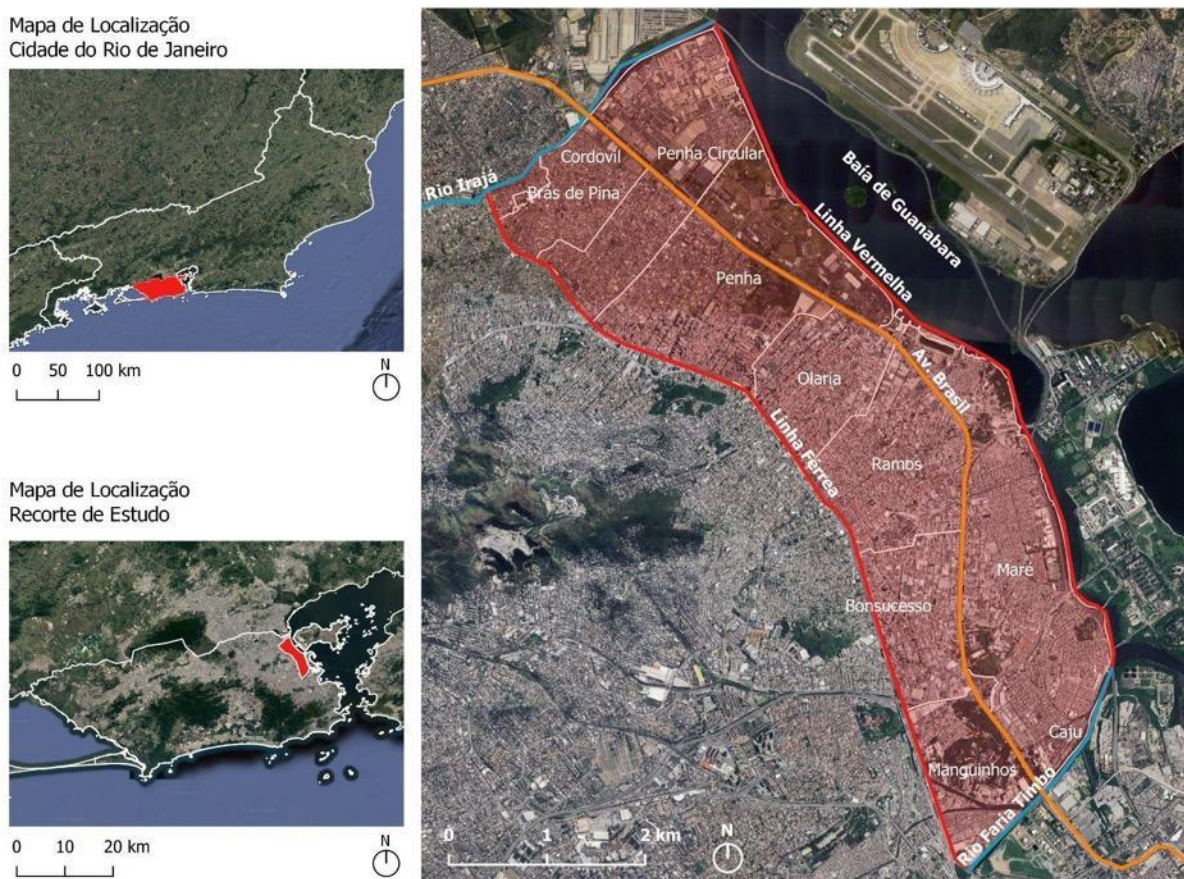 Mapa de Localização
Cidade do Rio de Janeiro
N
0 50 100 km
Mapa de Localização
Recorte de Estudo
N
0 10 20 km
Rio Irajá
Cordovil
Penha Circular
Brás de Pina
Baía de Guanabara
Linha Vermelha
Penha
Av. Brasil
Olaria
Linha Férrea
Ramos
Maré
Bonsucesso
Caju
Manguinhos
Rio Faria Timbó
0 1 2 km
N